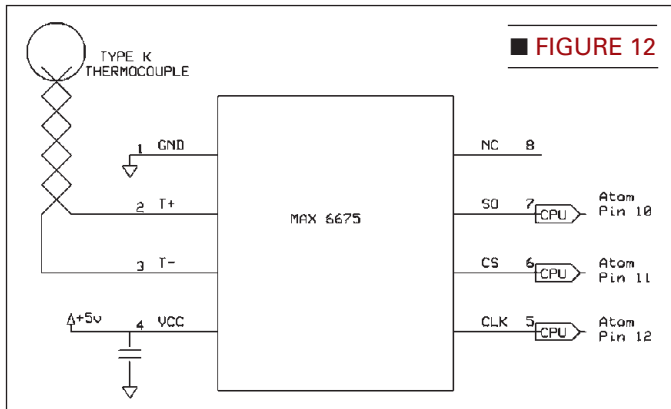 ■ FIGURE 12
TYPE K
THERMOCOUPLE
1 GND
2 T+
3 T-
+5v
4 VCC
MAX 6675
NC 8
SO 7
CPU
Atom
Pin 10
CS 6
CPU
Atom
Pin 11
CLK 5
CPU
Atom
Pin 12